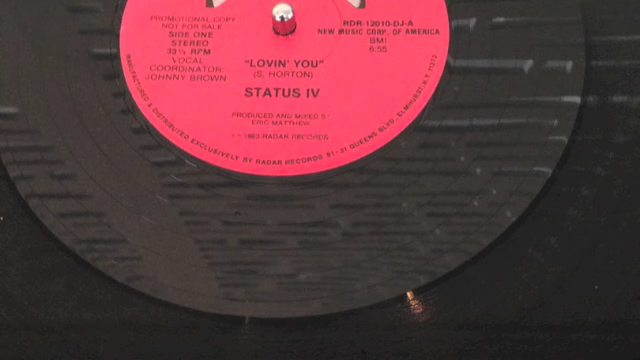 PROMOTIONAL COPY
NOT FOR SALE
SIDE ONE
STEREO
33⅓ RPM
VOCAL
COORDINATOR:
JOHNNY BROWN
RDR-12010-DJ-A
NEW MUSIC CORP. OF AMERICA
BMI
6:55
"LOVIN' YOU"
(S. HORTON)
STATUS IV
PRODUCED AND MIXED BY
ERIC MATTHEW
1983 RADAR RECORDS
MANUFACTURED & DISTRIBUTED EXCLUSIVELY BY RADAR RECORDS 91-31 QUEENS BLVD., ELMHURST, N.Y. 11373